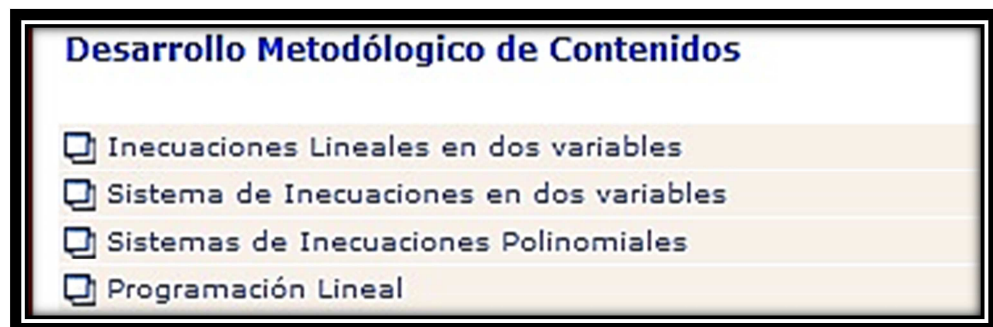 Desarrollo Metodólogico de Contenidos
Inecuaciones Lineales en dos variables
Sistema de Inecuaciones en dos variables
Sistemas de Inecuaciones Polinomiales
Programación Lineal